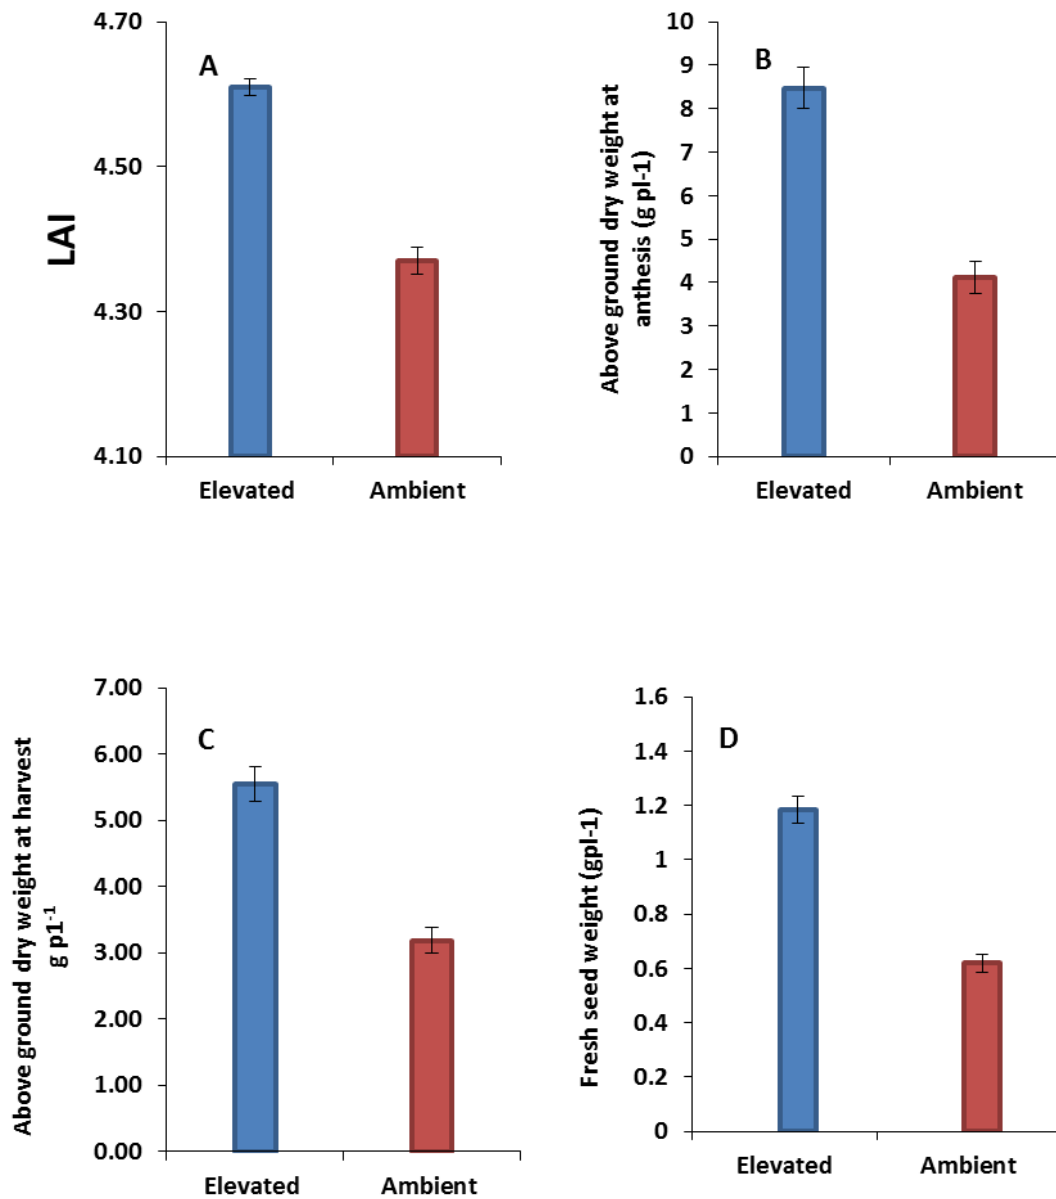 4.70
4.50
4.30
4.10
LAI
A
Elevated Ambient
10
9
8
7
6
5
4
3
2
1
0
Above ground dry weight at
anthesis (g pl-1)
B
Elevated Ambient
7.00
6.00
5.00
4.00
3.00
2.00
1.00
0.00
Above ground dry weight at harvest
g p1-1
C
Elevated Ambient
1.6
1.4
1.2
1
0.8
0.6
0.4
0.2
0
Fresh seed weight (gpl-1)
D
Elevated Ambient